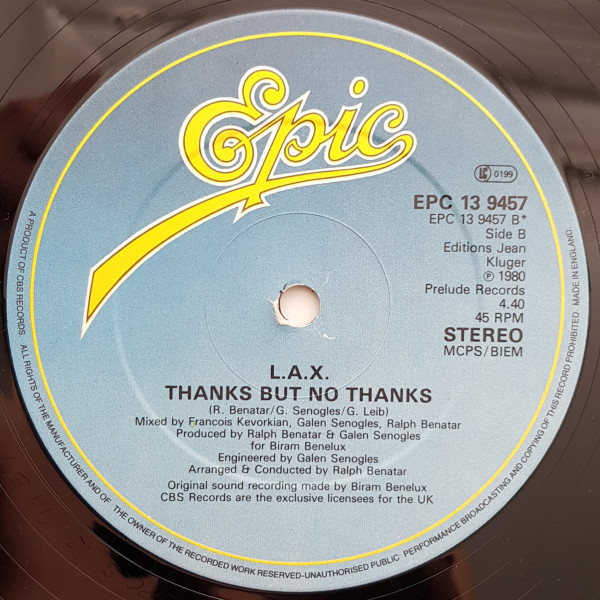 Epic
LC 0199
EPC 13 9457
EPC 13 9457 B*
Side B
Editions Jean
Kluger
℗ 1980
Prelude Records
4.40
45 RPM
STEREO
MCPS/BIEM
L.A.X.
THANKS BUT NO THANKS
(R. Benatar/G. Senogles/G. Leib)
Mixed by Francois Kevorkian, Galen Senogles, Ralph Benatar
Produced by Ralph Benatar & Galen Senogles
for Biram Benelux
Engineered by Galen Senogles
Arranged & Conducted by Ralph Benatar
Original sound recording made by Biram Benelux
CBS Records are the exclusive licensees for the UK
A PRODUCT OF CBS RECORDS. ALL RIGHTS OF THE MANUFACTURER AND OF THE OWNER OF THE RECORDED WORK RESERVED-UNAUTHORISED PUBLIC PERFORMANCE BROADCASTING AND COPYING OF THIS RECORD PROHIBITED MADE IN ENGLAND.